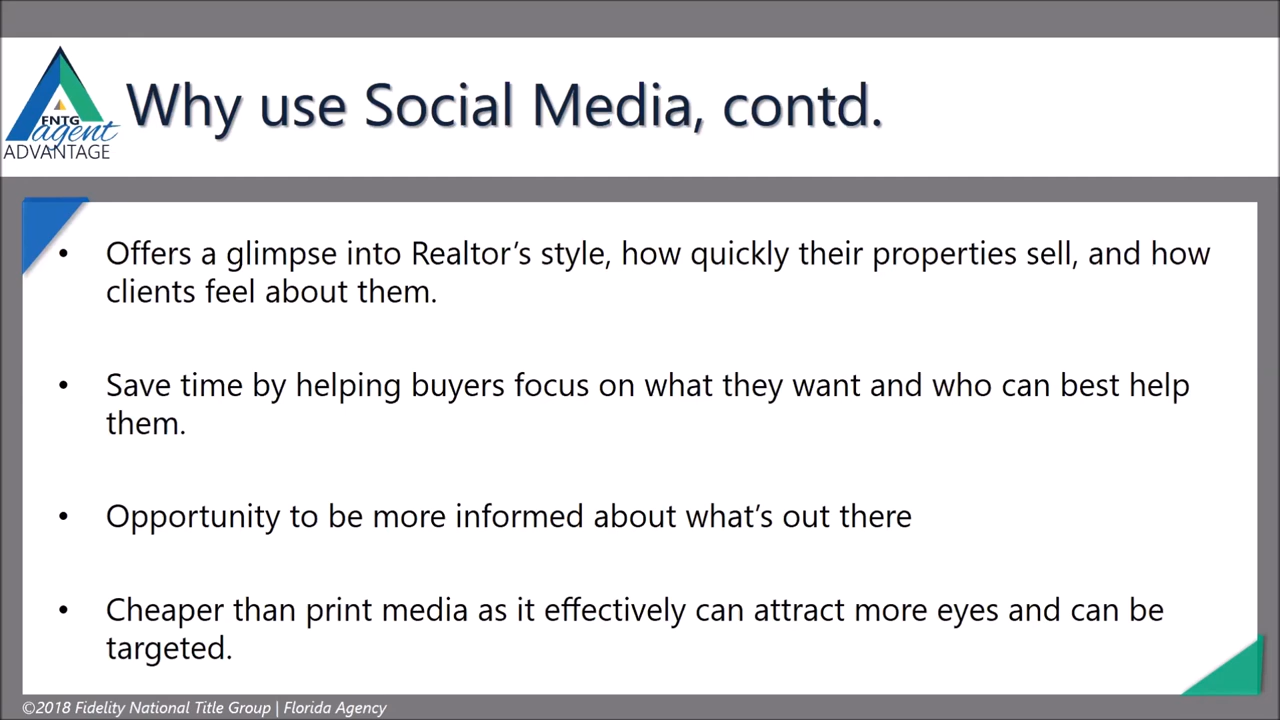 FNTG
agent
ADVANTAGE
Why use Social Media, contd.
• Offers a glimpse into Realtor’s style, how quickly their properties sell, and how
clients feel about them.
• Save time by helping buyers focus on what they want and who can best help
them.
• Opportunity to be more informed about what’s out there
• Cheaper than print media as it effectively can attract more eyes and can be
targeted.
©2018 Fidelity National Title Group | Florida Agency